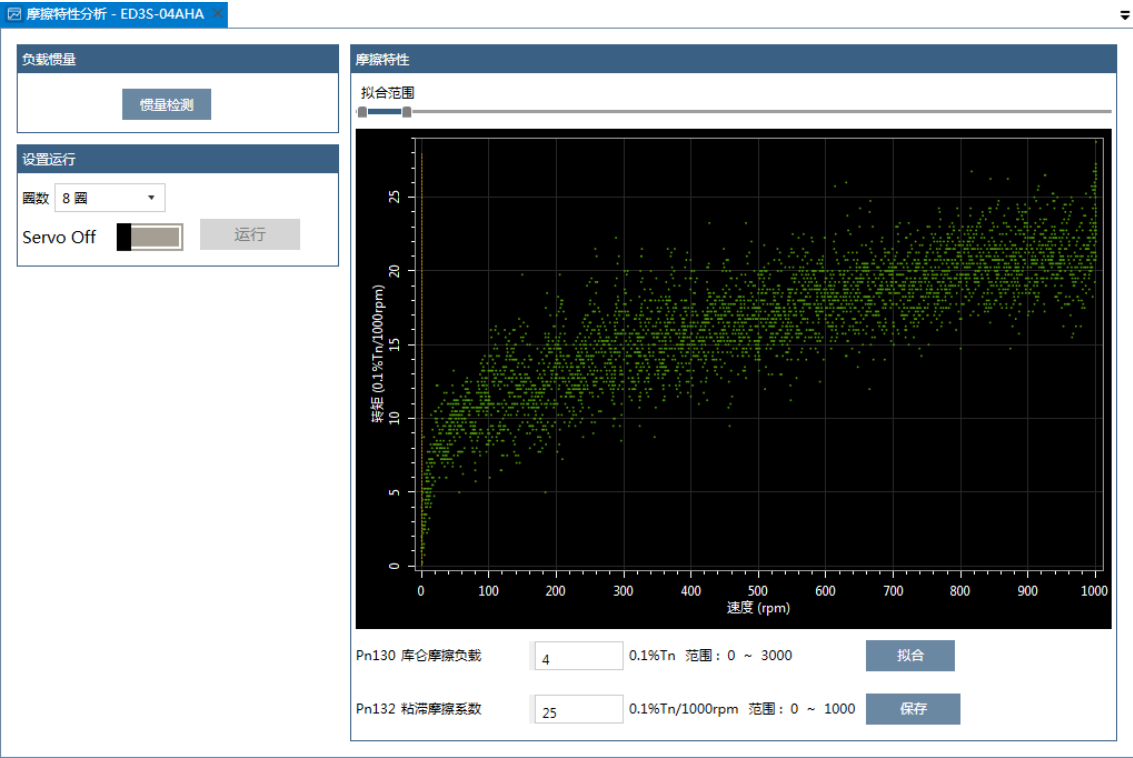 摩擦特性分析 - ED3S-04AHA
负载惯量
惯量检测
设置运行
圈数 8 圈
Servo Off 运行
摩擦特性
拟合范围
25
20
15
10
5
0
转矩 (0.1%Tn/1000rpm)
0 100 200 300 400 500 600 700 800 900 1000
速度 (rpm)
Pn130 库仑摩擦负载 4 0.1%Tn 范围: 0 ~ 3000 拟合
Pn132 粘滞摩擦系数 25 0.1%Tn/1000rpm 范围: 0 ~ 1000 保存